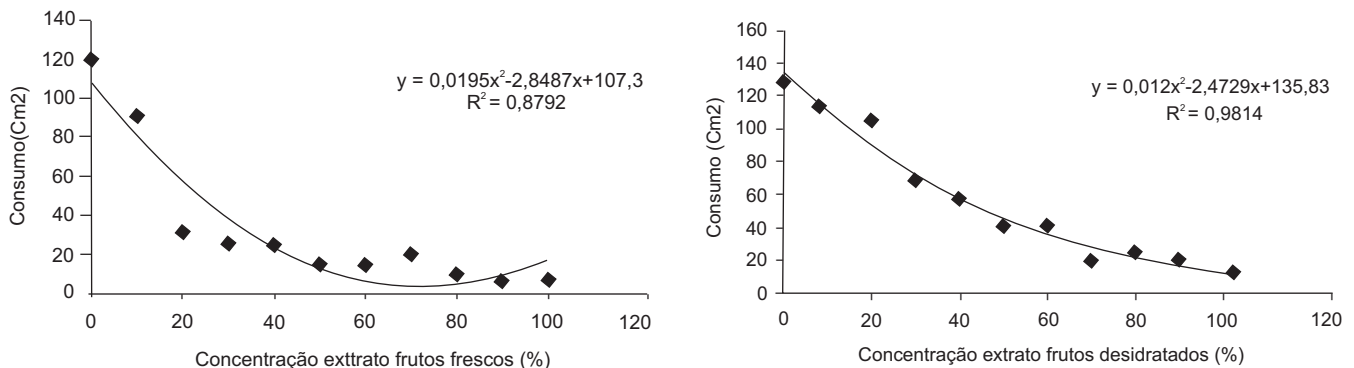 140
120
100
80
60
40
20
0
Consumo(Cm2)
y = 0,0195x²-2,8487x+107,3
R² = 0,8792
0 20 40 60 80 100 120
Concentração exttrato frutos frescos (%)
160
140
120
100
80
60
40
20
0
Consumo (Cm2)
y = 0,012x²-2,4729x+135,83
R² = 0,9814
0 20 40 60 80 100 120
Concentração extrato frutos desidratados (%)